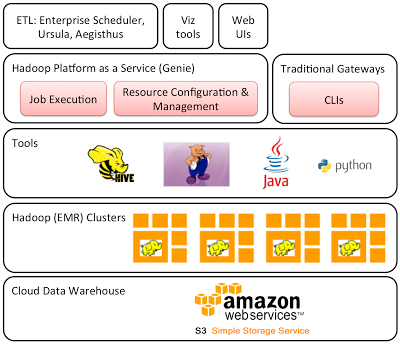 ETL: Enterprise Scheduler,
Ursula, Aegisthus
Viz
tools
Web
UIs
Hadoop Platform as a Service (Genie)
Job Execution
Resource Configuration &
Management
Traditional Gateways
CLIs
Tools
HIVE
Java
python
Hadoop (EMR) Clusters
Cloud Data Warehouse
amazon
webservices™
S3 Simple Storage Service